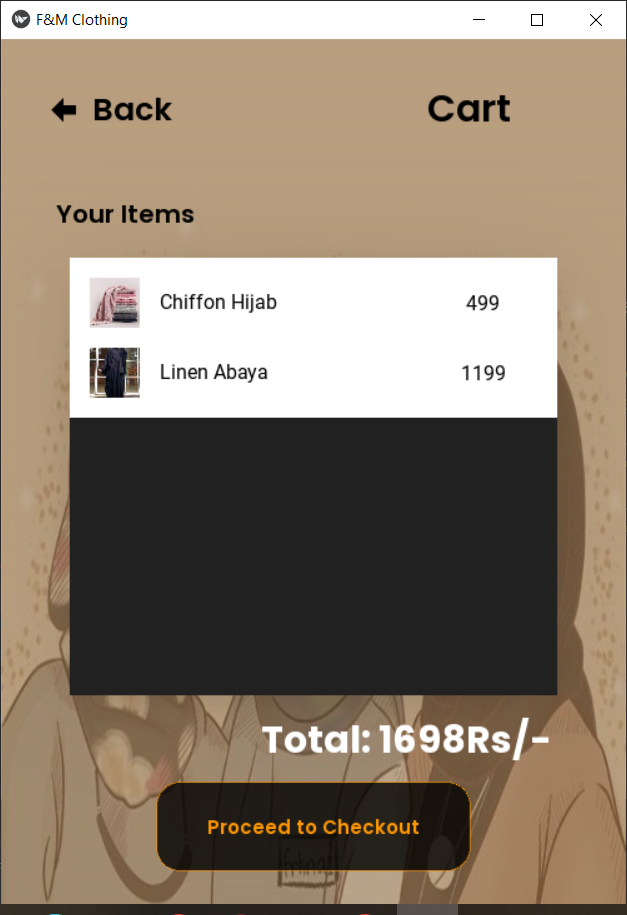 F&M Clothing
Back
Cart
Your Items
Chiffon Hijab 499
Linen Abaya 1199
Total: 1698Rs/-
Proceed to Checkout